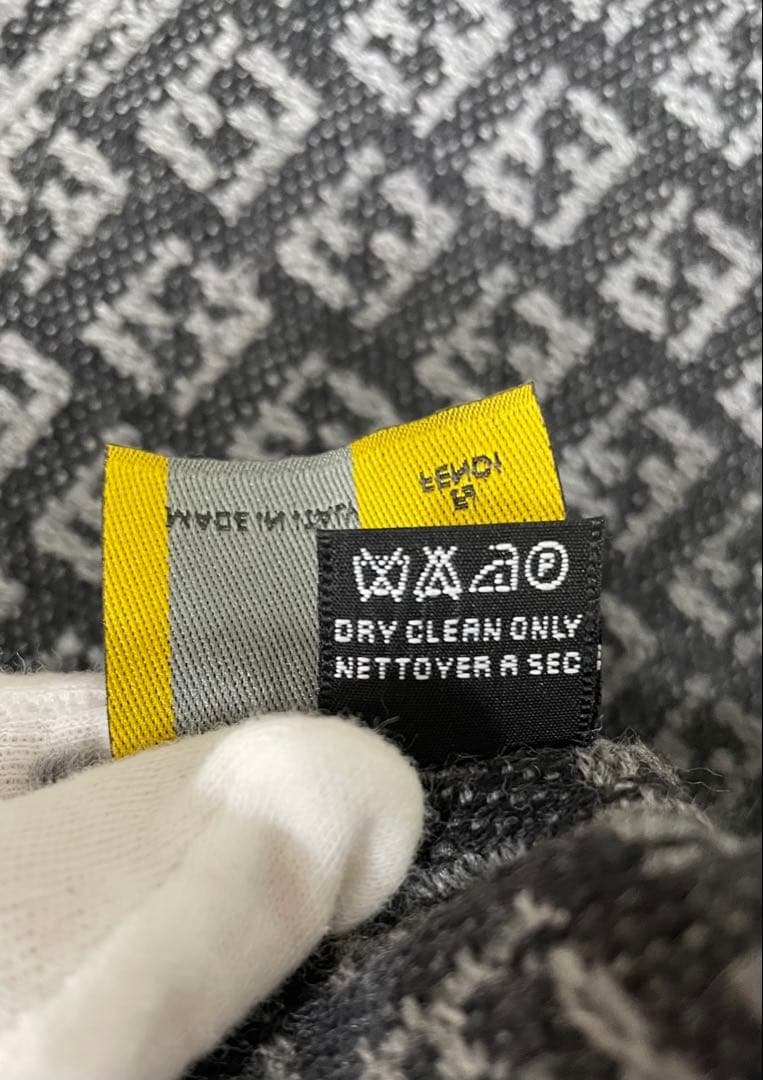 MADE IN ITALY
FENDI
DRY CLEAN ONLY
NETTOYER A SEC
P